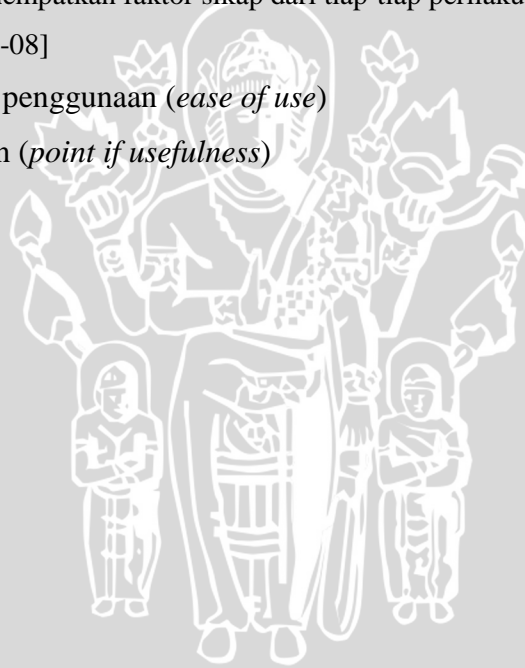 empatkan faktor sikap dari tiap-tiap perilaku
-08]
penggunaan (ease of use)
n (point if usefulness)